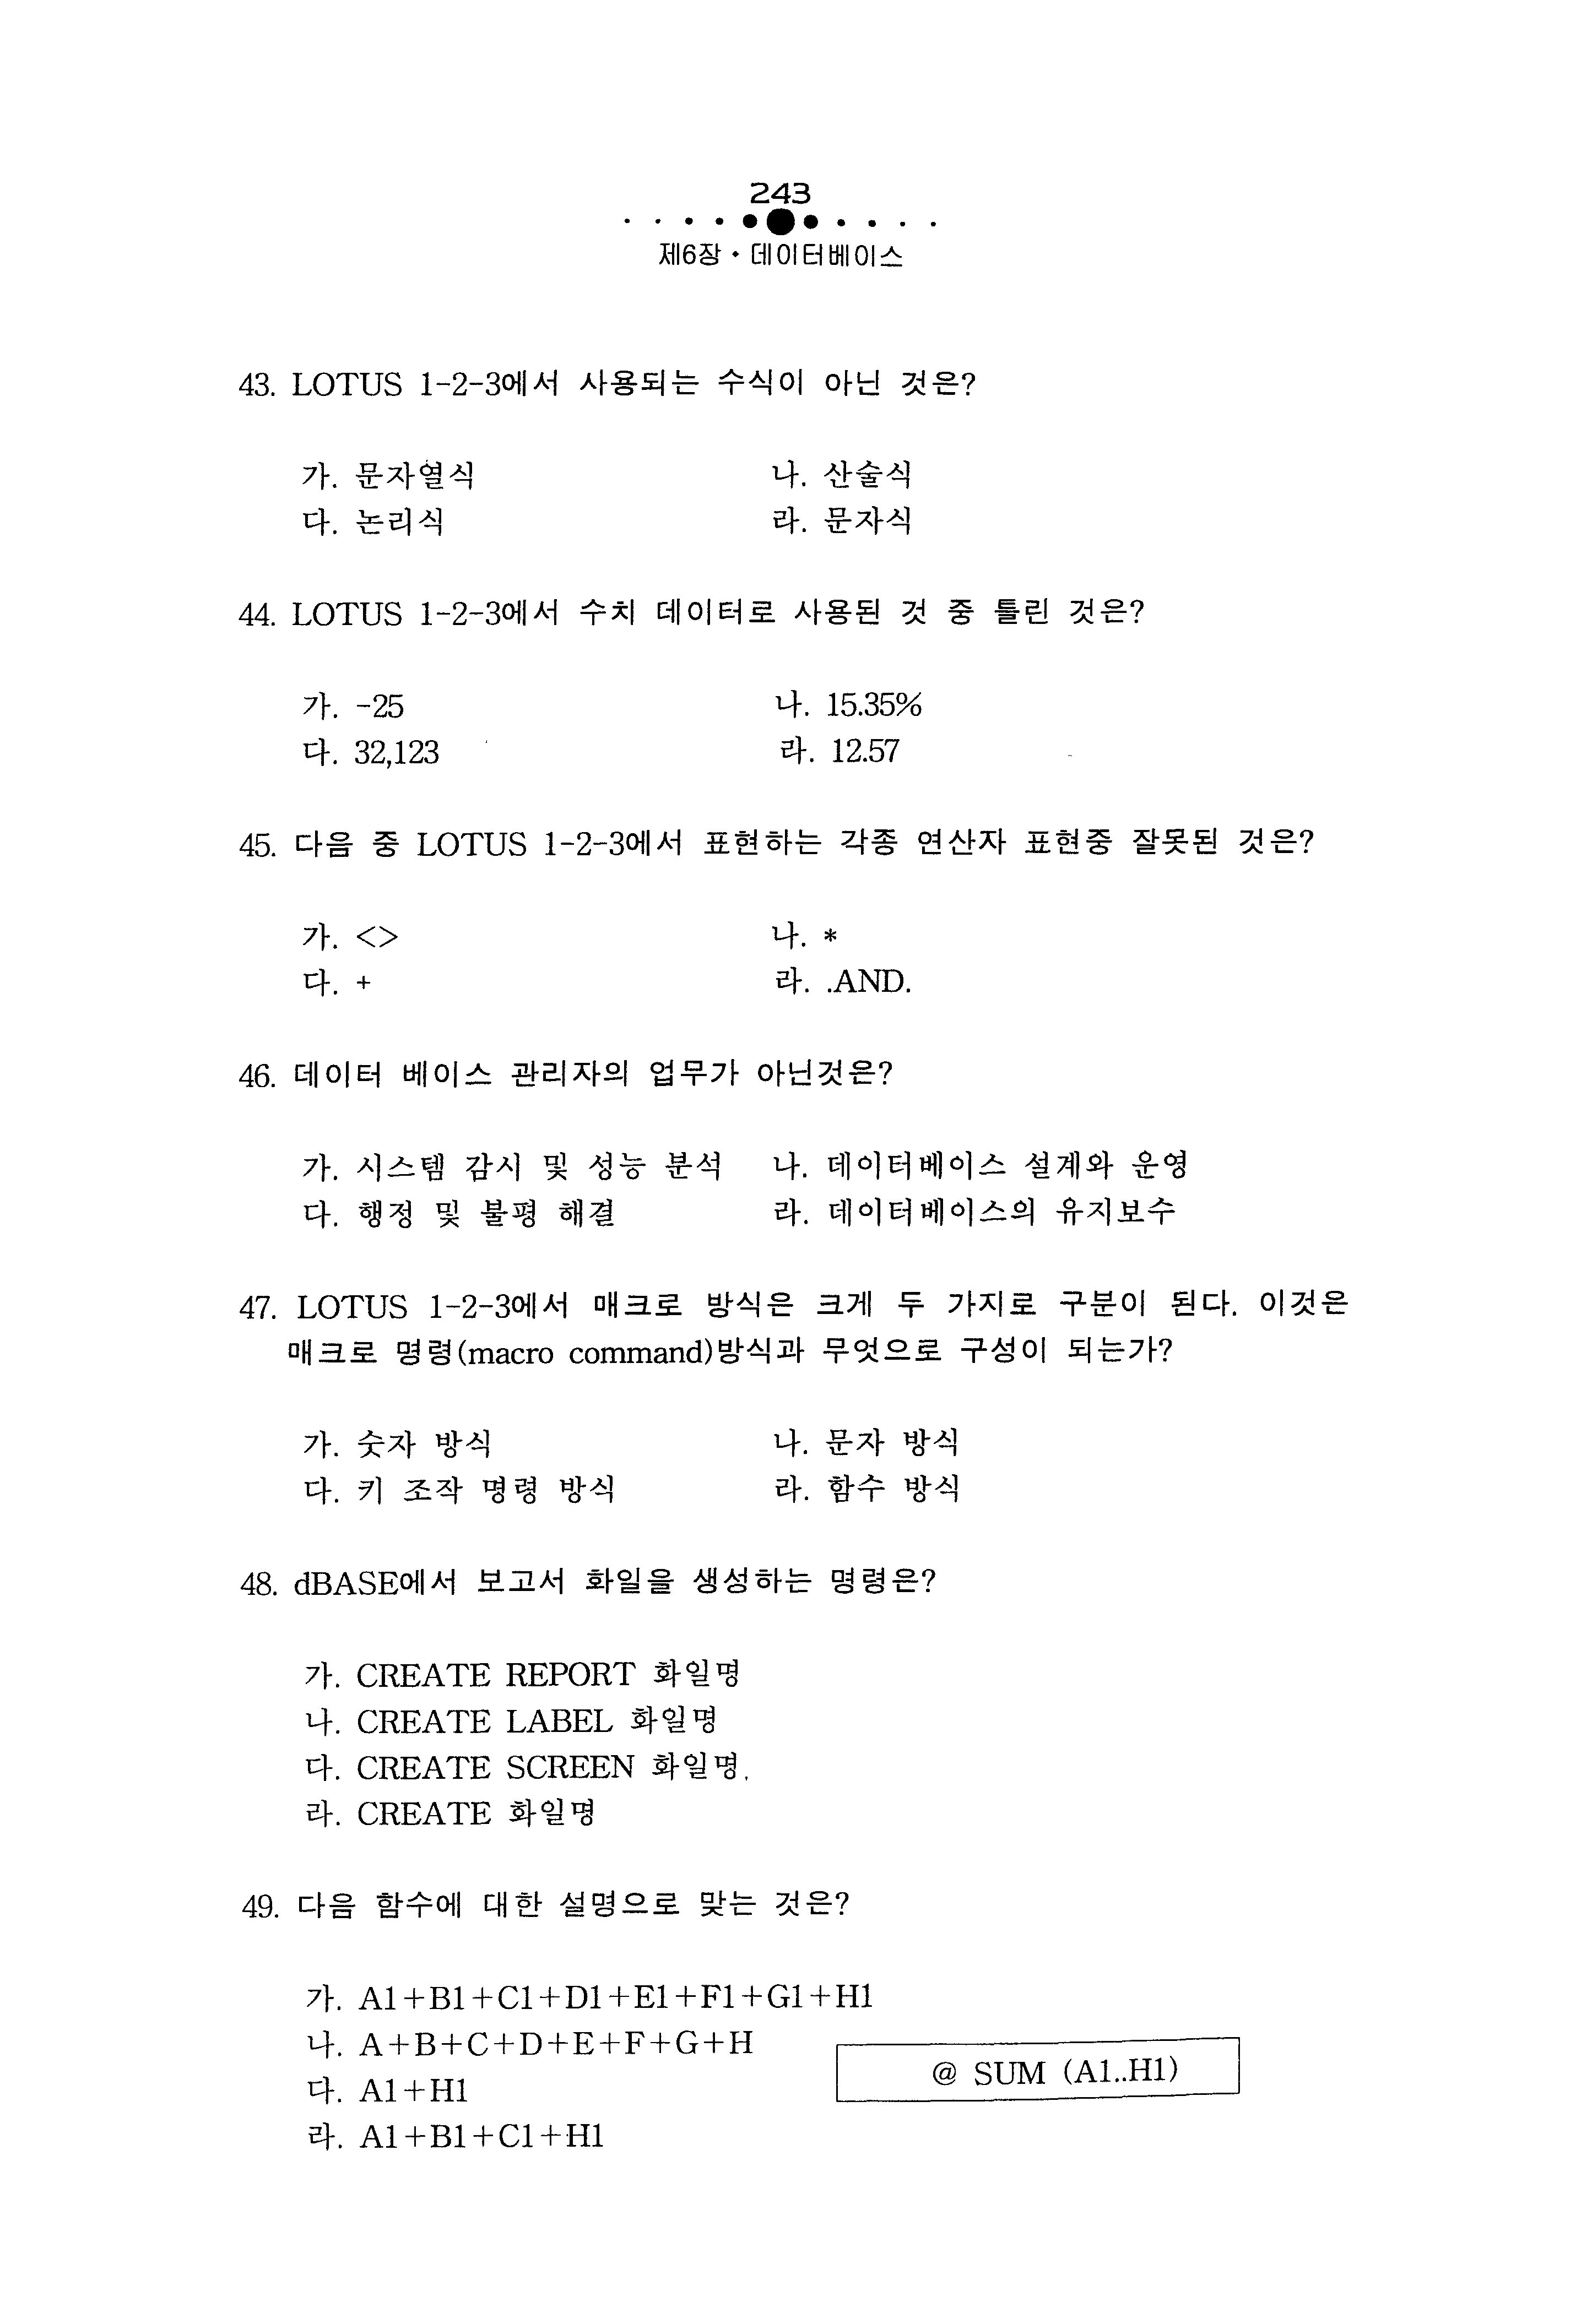 243
제6장 • 데이터베이스
43. LOTUS 1-2-3에서 사용되는 수식이 아닌 것은?
가. 문자열식 나. 산술식
다. 논리식 라. 문자식
44. LOTUS 1-2-3에서 수치 데이터로 사용된 것 중 틀린 것은?
가. -25 나. 15.35%
다. 32,123 라. 12.57
45. 다음 중 LOTUS 1-2-3에서 표현하는 각종 연산자 표현중 잘못된 것은?
가. <> 나. *
다. + 라. .AND.
46. 데이터 베이스 관리자의 업무가 아닌것은?
가. 시스템 감시 및 성능 분석 나. 데이터베이스 설계와 운영
다. 행정 및 불평 해결 라. 데이터베이스의 유지보수
47. LOTUS 1-2-3에서 매크로 방식은 크게 두 가지로 구분이 된다. 이것은
매크로 명령(macro command)방식과 무엇으로 구성이 되는가?
가. 숫자 방식 나. 문자 방식
다. 키 조작 명령 방식 라. 함수 방식
48. dBASE에서 보고서 화일을 생성하는 명령은?
가. CREATE REPORT 화일명
나. CREATE LABEL 화일명
다. CREATE SCREEN 화일명.
라. CREATE 화일명
49. 다음 함수에 대한 설명으로 맞는 것은?
가. A1+B1+C1+D1+E1+F1+G1+H1
나. A+B+C+D+E+F+G+H
@ SUM (A1..H1)
다. A1+H1
라. A1+B1+C1+H1